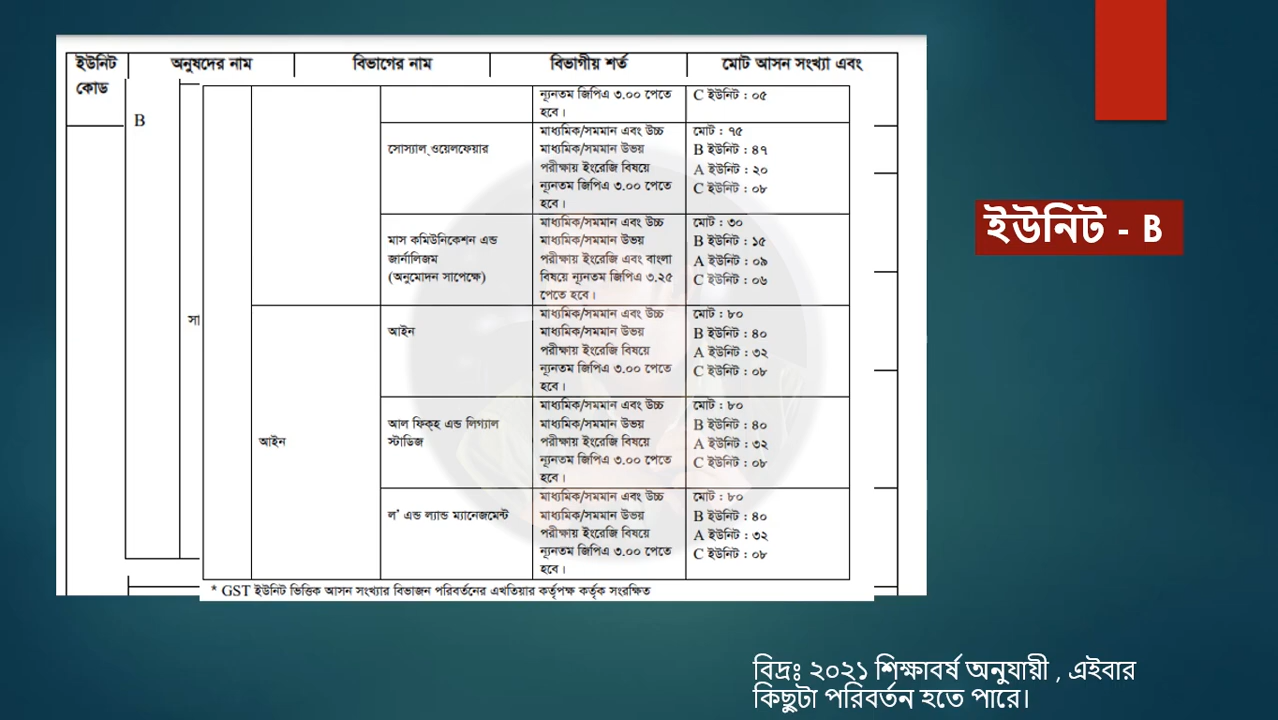 ইউনিট কোড
অনুষদের নাম
বিভাগের নাম
বিভাগীয় শর্ত
মোট আসন সংখ্যা এবং
B
সা
ন্যূনতম জিপিএ ৩.০০ পেতে
হবে।
C ইউনিট : ০৫
সোস্যাল ওয়েলফেয়ার
মাধ্যমিক/সমমান এবং উচ্চ
মাধ্যমিক/সমমান উভয়
পরীক্ষায় ইংরেজি বিষয়ে
ন্যূনতম জিপিএ ৩.০০ পেতে
হবে।
মোট : ৭৫
B ইউনিট : ৪৭
A ইউনিট : ২০
C ইউনিট : ০৮
মাস কমিউনিকেশন এন্ড
জার্নালিজম
(অনুমোদন সাপেক্ষে)
মাধ্যমিক/সমমান এবং উচ্চ
মাধ্যমিক/সমমান উভয়
পরীক্ষায় ইংরেজি এবং বাংলা
বিষয়ে ন্যূনতম জিপিএ ৩.২৫
পেতে হবে।
মোট : ৩০
B ইউনিট : ১৫
A ইউনিট : ০৯
C ইউনিট : ০৬
আইন
আইন
মাধ্যমিক/সমমান এবং উচ্চ
মাধ্যমিক/সমমান উভয়
পরীক্ষায় ইংরেজি বিষয়ে
ন্যূনতম জিপিএ ৩.০০ পেতে
হবে।
মোট : ৮০
B ইউনিট : ৪০
A ইউনিট : ৩২
C ইউনিট : ০৮
আল ফিক্‌হ এন্ড লিগ্যাল
স্টাডিজ
মাধ্যমিক/সমমান এবং উচ্চ
মাধ্যমিক/সমমান উভয়
পরীক্ষায় ইংরেজি বিষয়ে
ন্যূনতম জিপিএ ৩.০০ পেতে
হবে।
মোট : ৮০
B ইউনিট : ৪০
A ইউনিট : ৩২
C ইউনিট : ০৮
ল’ এন্ড ল্যান্ড ম্যানেজমেন্ট
মাধ্যমিক/সমমান এবং উচ্চ
মাধ্যমিক/সমমান উভয়
পরীক্ষায় ইংরেজি বিষয়ে
ন্যূনতম জিপিএ ৩.০০ পেতে
হবে।
মোট : ৮০
B ইউনিট : ৪০
A ইউনিট : ৩২
C ইউনিট : ০৮
* GST ইউনিট ভিত্তিক আসন সংখ্যার বিভাজন পরিবর্তনের এখতিয়ার কর্তৃপক্ষ কর্তৃক সংরক্ষিত
ইউনিট - B
বিদ্রঃ ২০২১ শিক্ষাবর্ষ অনুযায়ী , এইবার
কিছুটা পরিবর্তন হতে পারে।